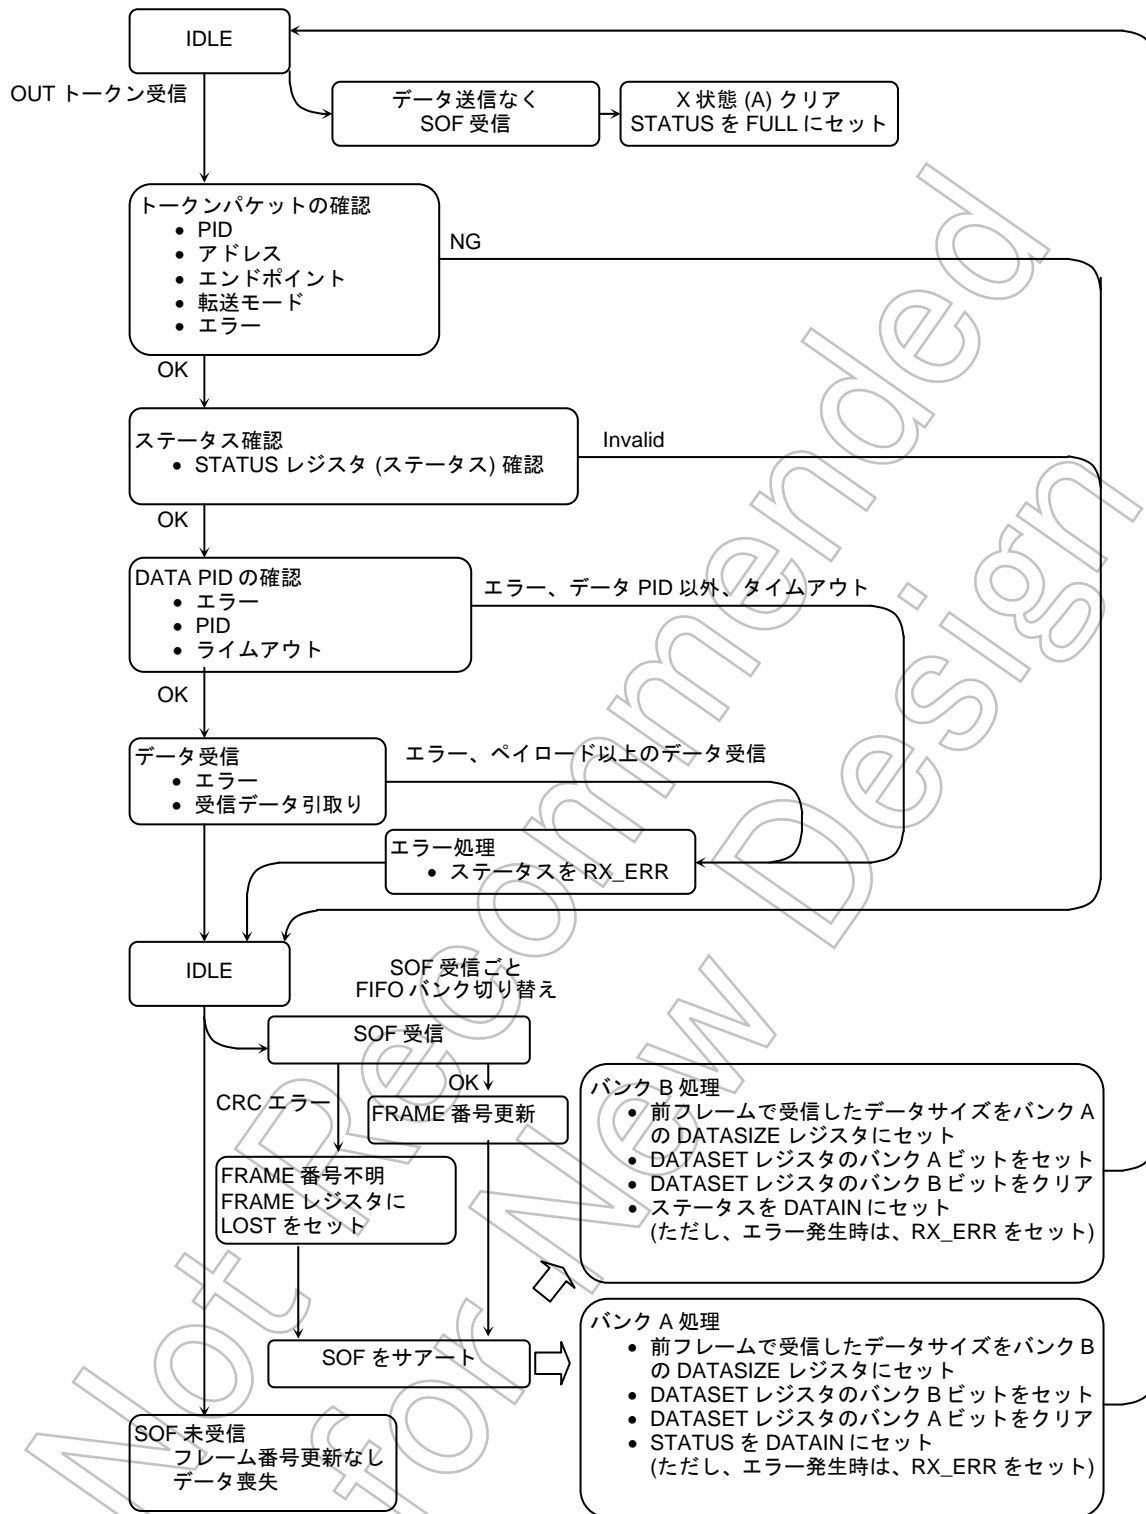 IDLE
OUT トークン受信
データ送信なく
SOF 受信
X 状態 (A) クリア
STATUS を FULL にセット
トークンパケットの確認
• PID
• アドレス
• エンドポイント
• 転送モード
• エラー
NG
OK
ステータス確認
• STATUS レジスタ (ステータス) 確認
Invalid
OK
DATA PID の確認
• エラー
• PID
• ライムアウト
エラー、データ PID 以外、タイムアウト
OK
データ受信
• エラー
• 受信データ引取り
エラー、ペイロード以上のデータ受信
エラー処理
• ステータスを RX_ERR
IDLE
SOF 受信ごと
FIFO バンク切り替え
SOF 受信
CRC エラー
OK
FRAME 番号更新
FRAME 番号不明
FRAME レジスタに
LOST をセット
SOF をサアート
SOF 未受信
フレーム番号更新なし
データ喪失
バンク B 処理
• 前フレームで受信したデータサイズをバンク A
の DATASIZE レジスタにセット
• DATASET レジスタのバンク A ビットをセット
• DATASET レジスタのバンク B ビットをクリア
• ステータスを DATAIN にセット
(ただし、エラー発生時は、RX_ERR をセット)
バンク A 処理
• 前フレームで受信したデータサイズをバンク B
の DATASIZE レジスタにセット
• DATASET レジスタのバンク B ビットをセット
• DATASET レジスタのバンク A ビットをクリア
• STATUS を DATAIN にセット
(ただし、エラー発生時は、RX_ERR をセット)
Not Recommended
for New Design